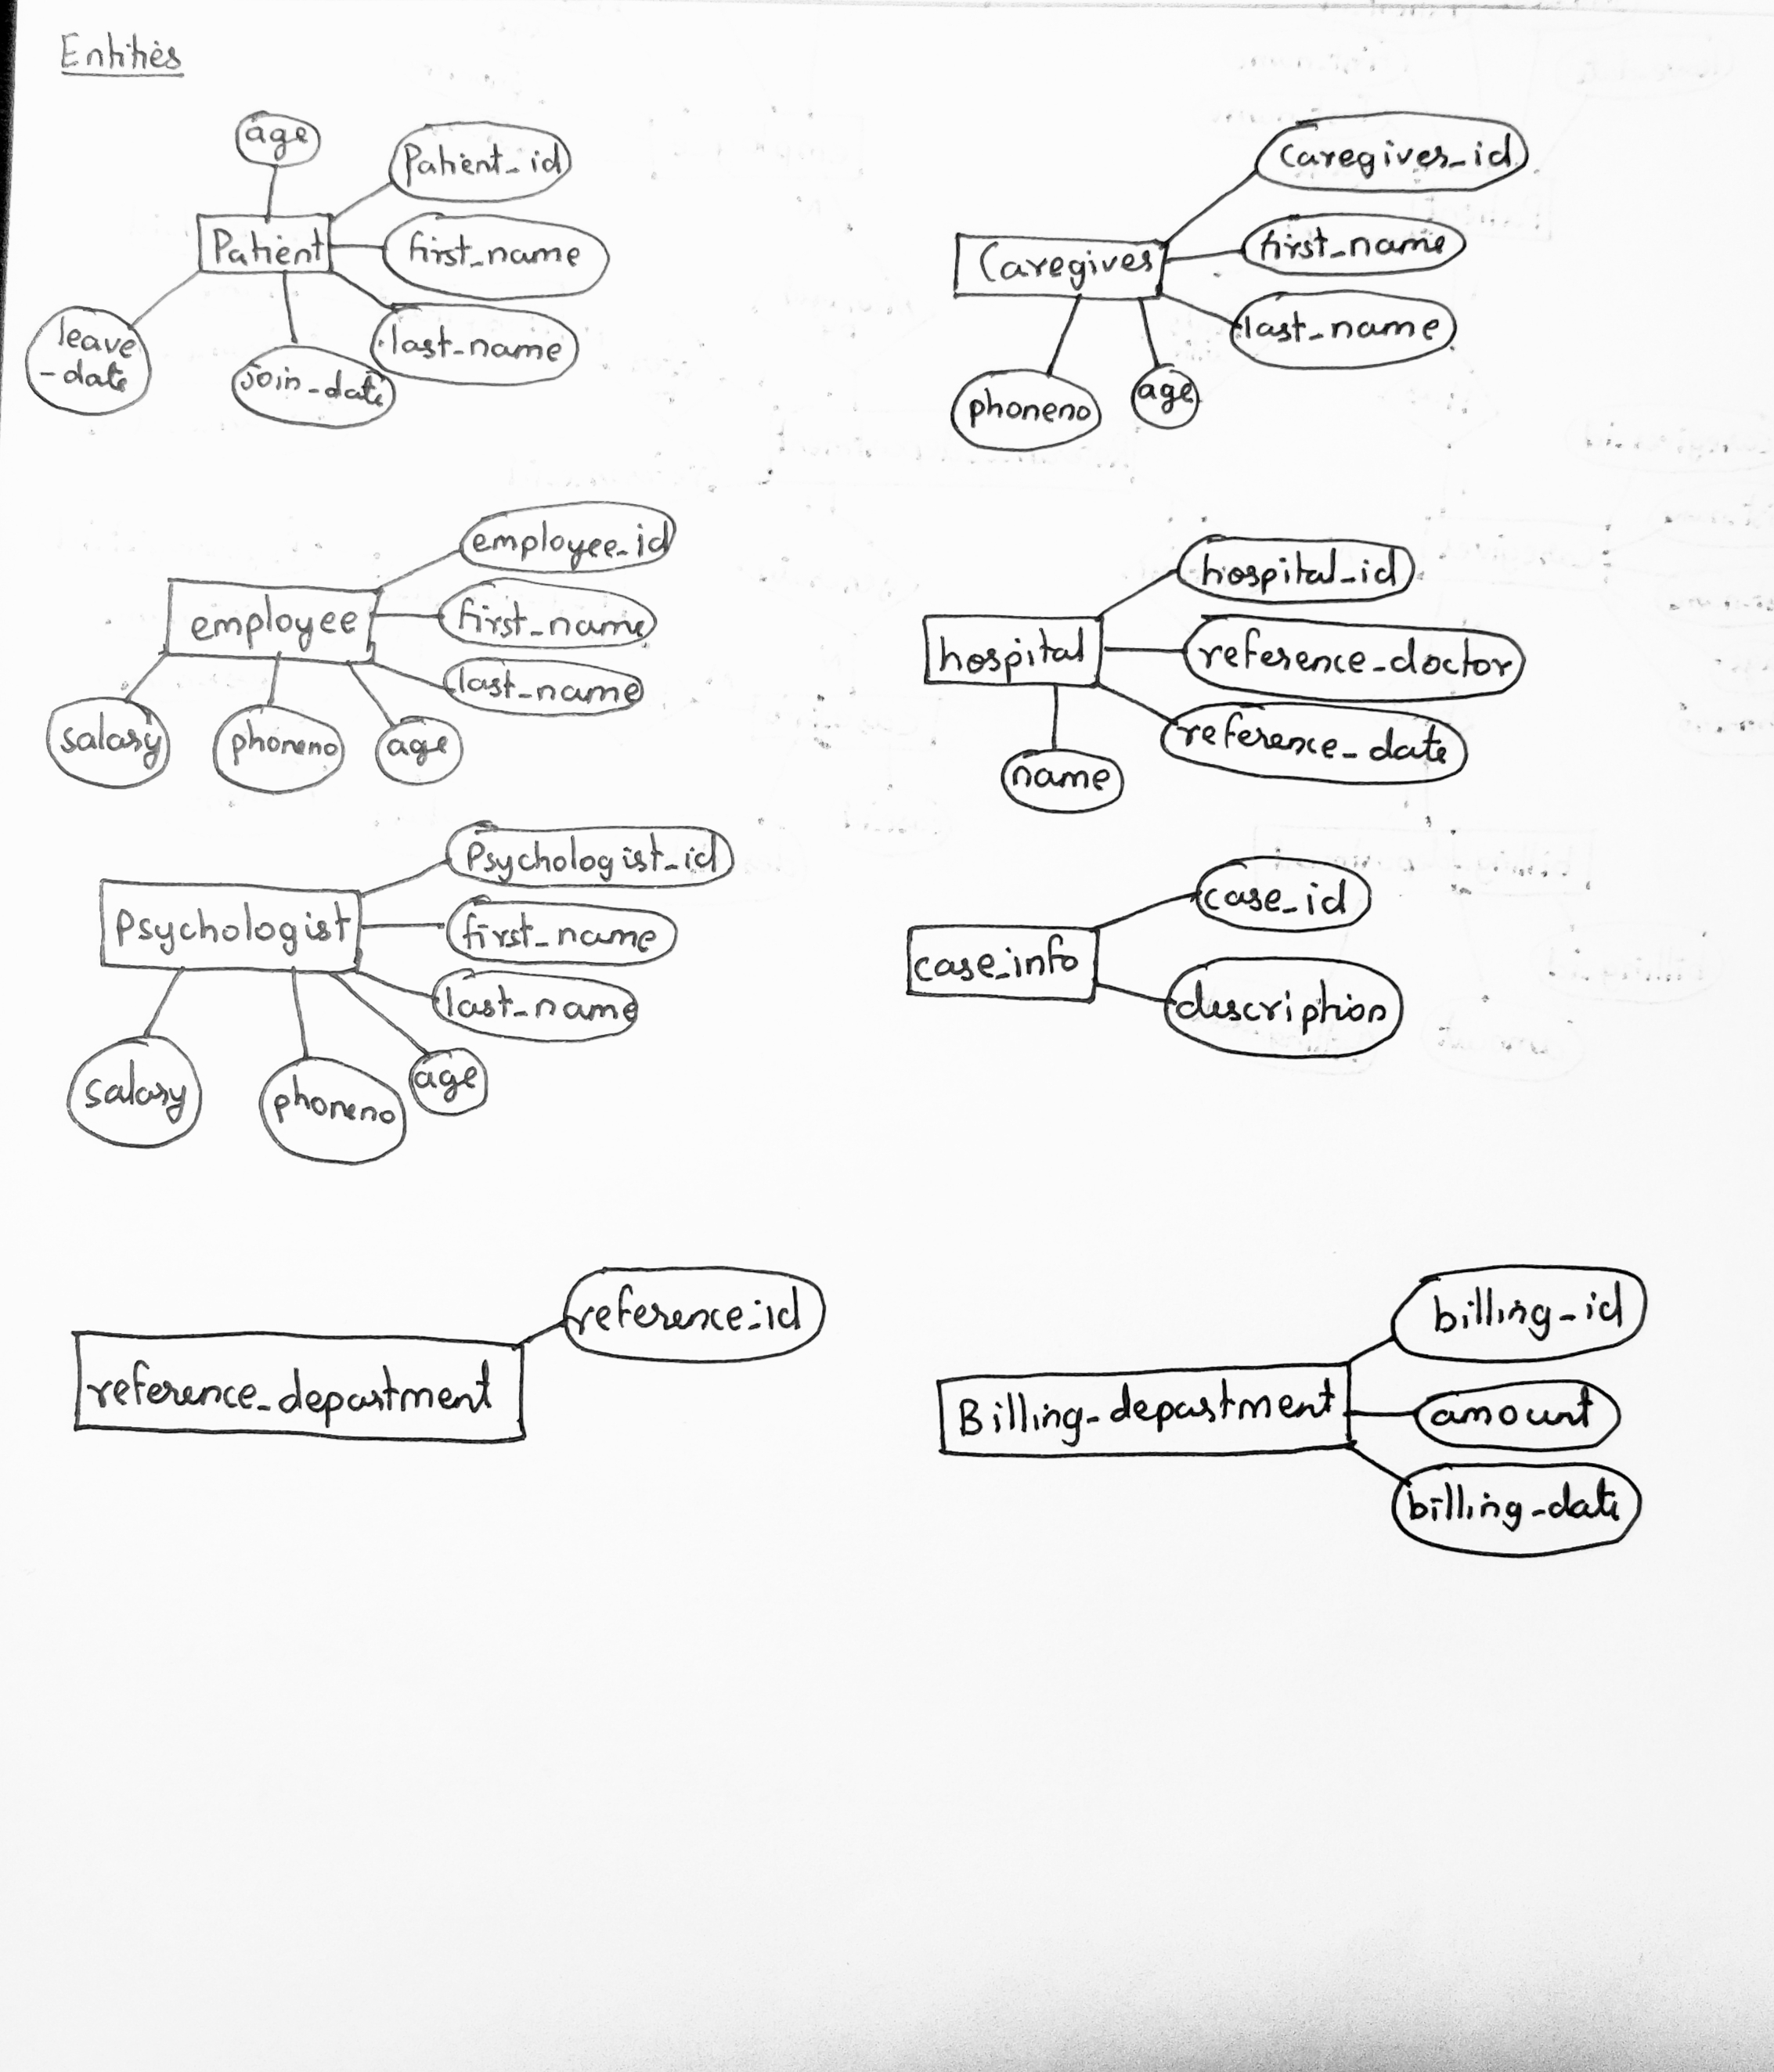 Entities
age
Patient_id
Patient
first_name
last_name
join_date
leave
-date
Caregives_id
Caregives
first_name
last_name
phoneno
age
employee_id
employee
first_name
last_name
salary
phoneno
age
hospital_id
hospital
reference_doctor
reference_date
name
Psychologist_id
Psychologist
first_name
last_name
salary
phoneno
age
case_id
case_info
description
reference_id
reference_department
billing_id
Billing_department
amount
billing_date